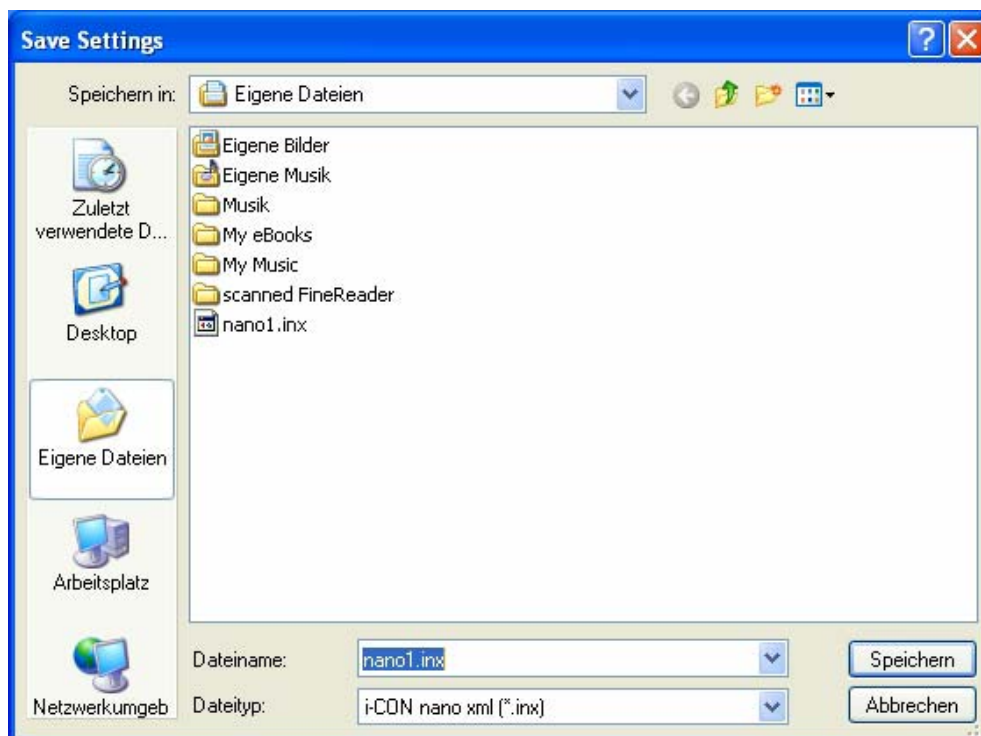 Save Settings
Speichern in:
Eigene Dateien
Zuletzt
verwendete D...
Desktop
Eigene Dateien
Arbeitsplatz
Netzwerkumgeb
Eigene Bilder
Eigene Musik
Musik
My eBooks
My Music
scanned FineReader
nano1.inx
Dateiname:
nano1.inx
Speichern
Dateityp:
i-CON nano xml (*.inx)
Abbrechen